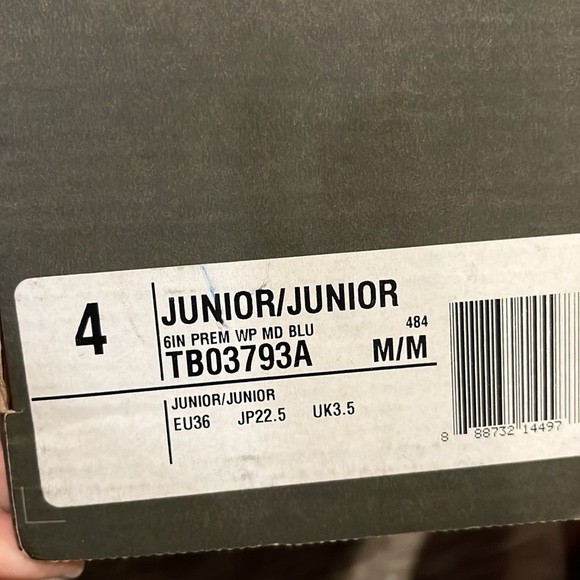 4
JUNIOR/JUNIOR
6IN PREM WP MD BLU 484
TB03793A M/M
JUNIOR/JUNIOR
EU36 JP22.5 UK3.5
8 88732 14497